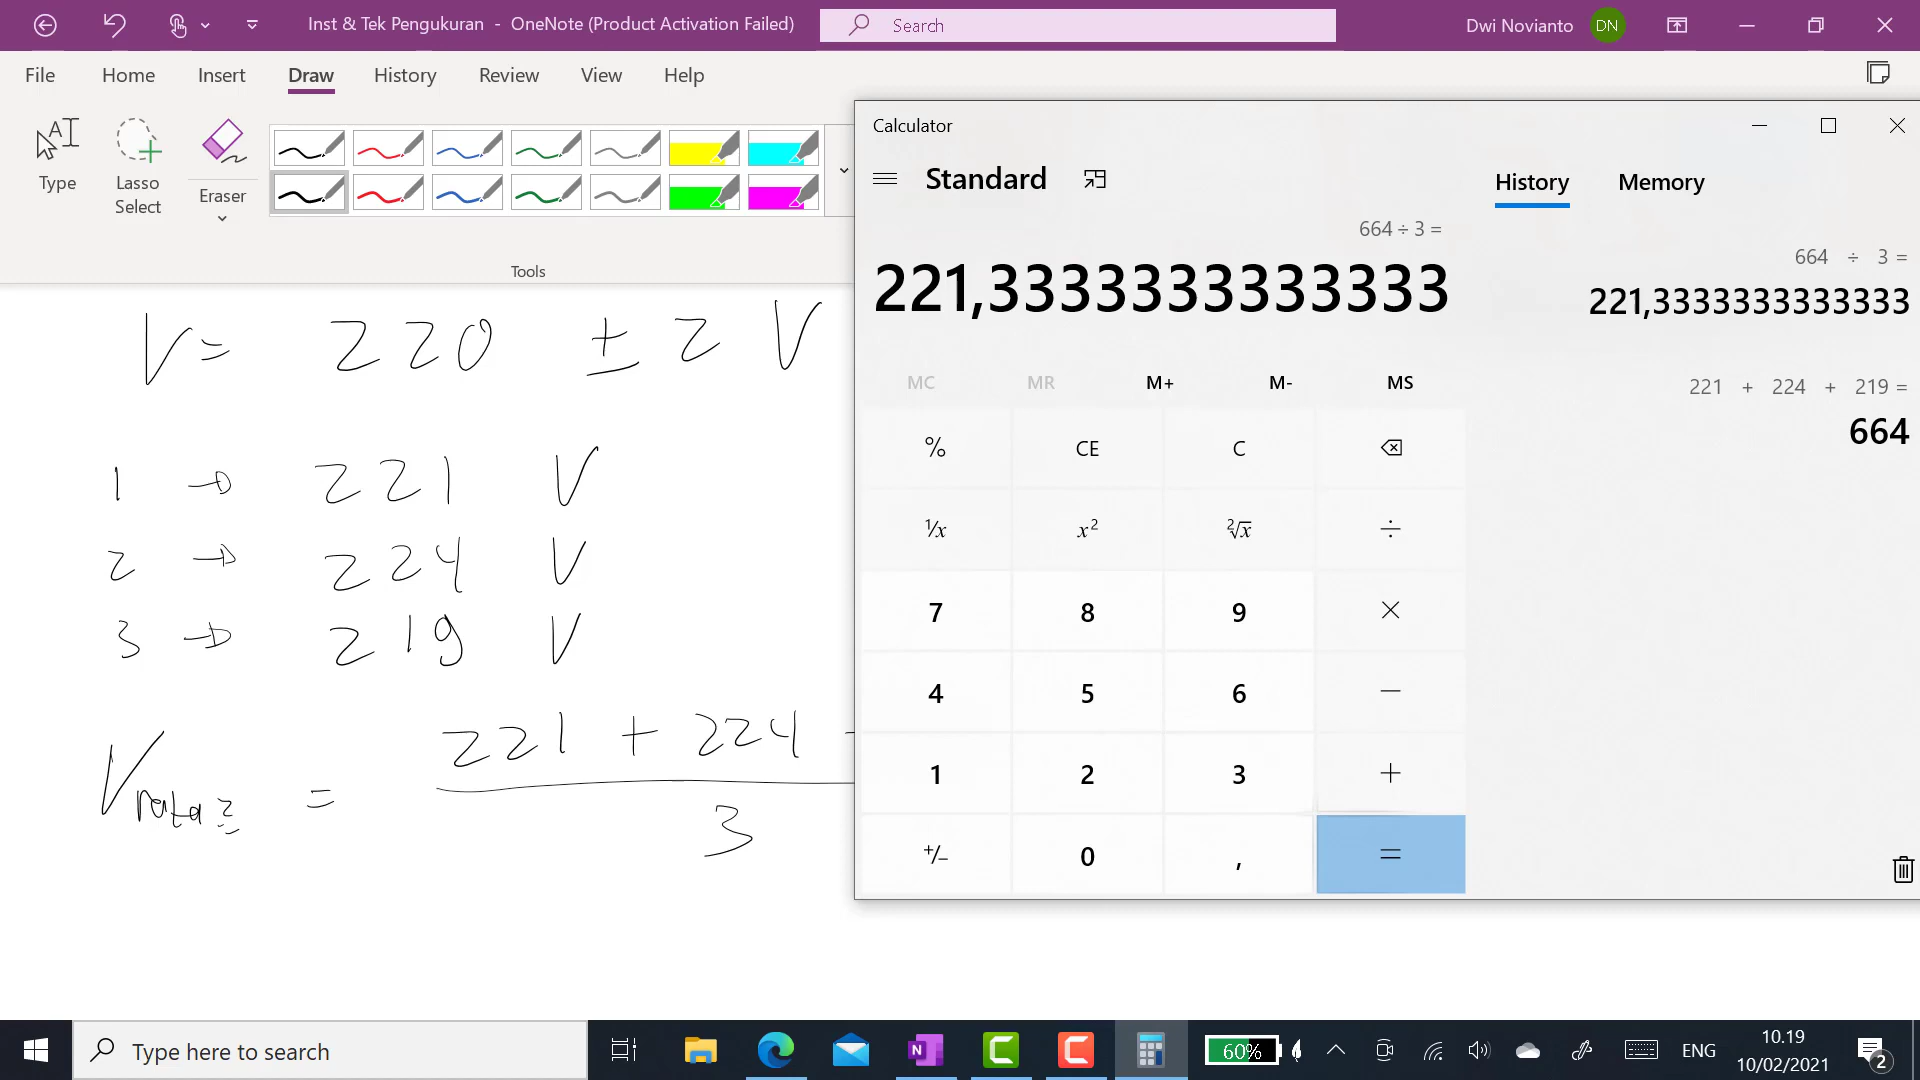 Inst & Tek Pengukuran - OneNote (Product Activation Failed)
Search
Dwi Novianto DN
File Home Insert Draw History Review View Help
Type
Lasso Select
Eraser
Tools
V = 220 ± 2 V
1 → 221 V
2 → 224 V
3 → 219 V
V rata2 = 221 + 224
3
Calculator
Standard
664 ÷ 3 =
221,3333333333333
MC MR M+ M- MS
% CE C
1/x x² ²√x ÷
7 8 9 ×
4 5 6 −
1 2 3 +
+/− 0 , =
History Memory
664 ÷ 3 =
221,3333333333333
221 + 224 + 219 =
664
Type here to search
60%
ENG
10.19
10/02/2021
2